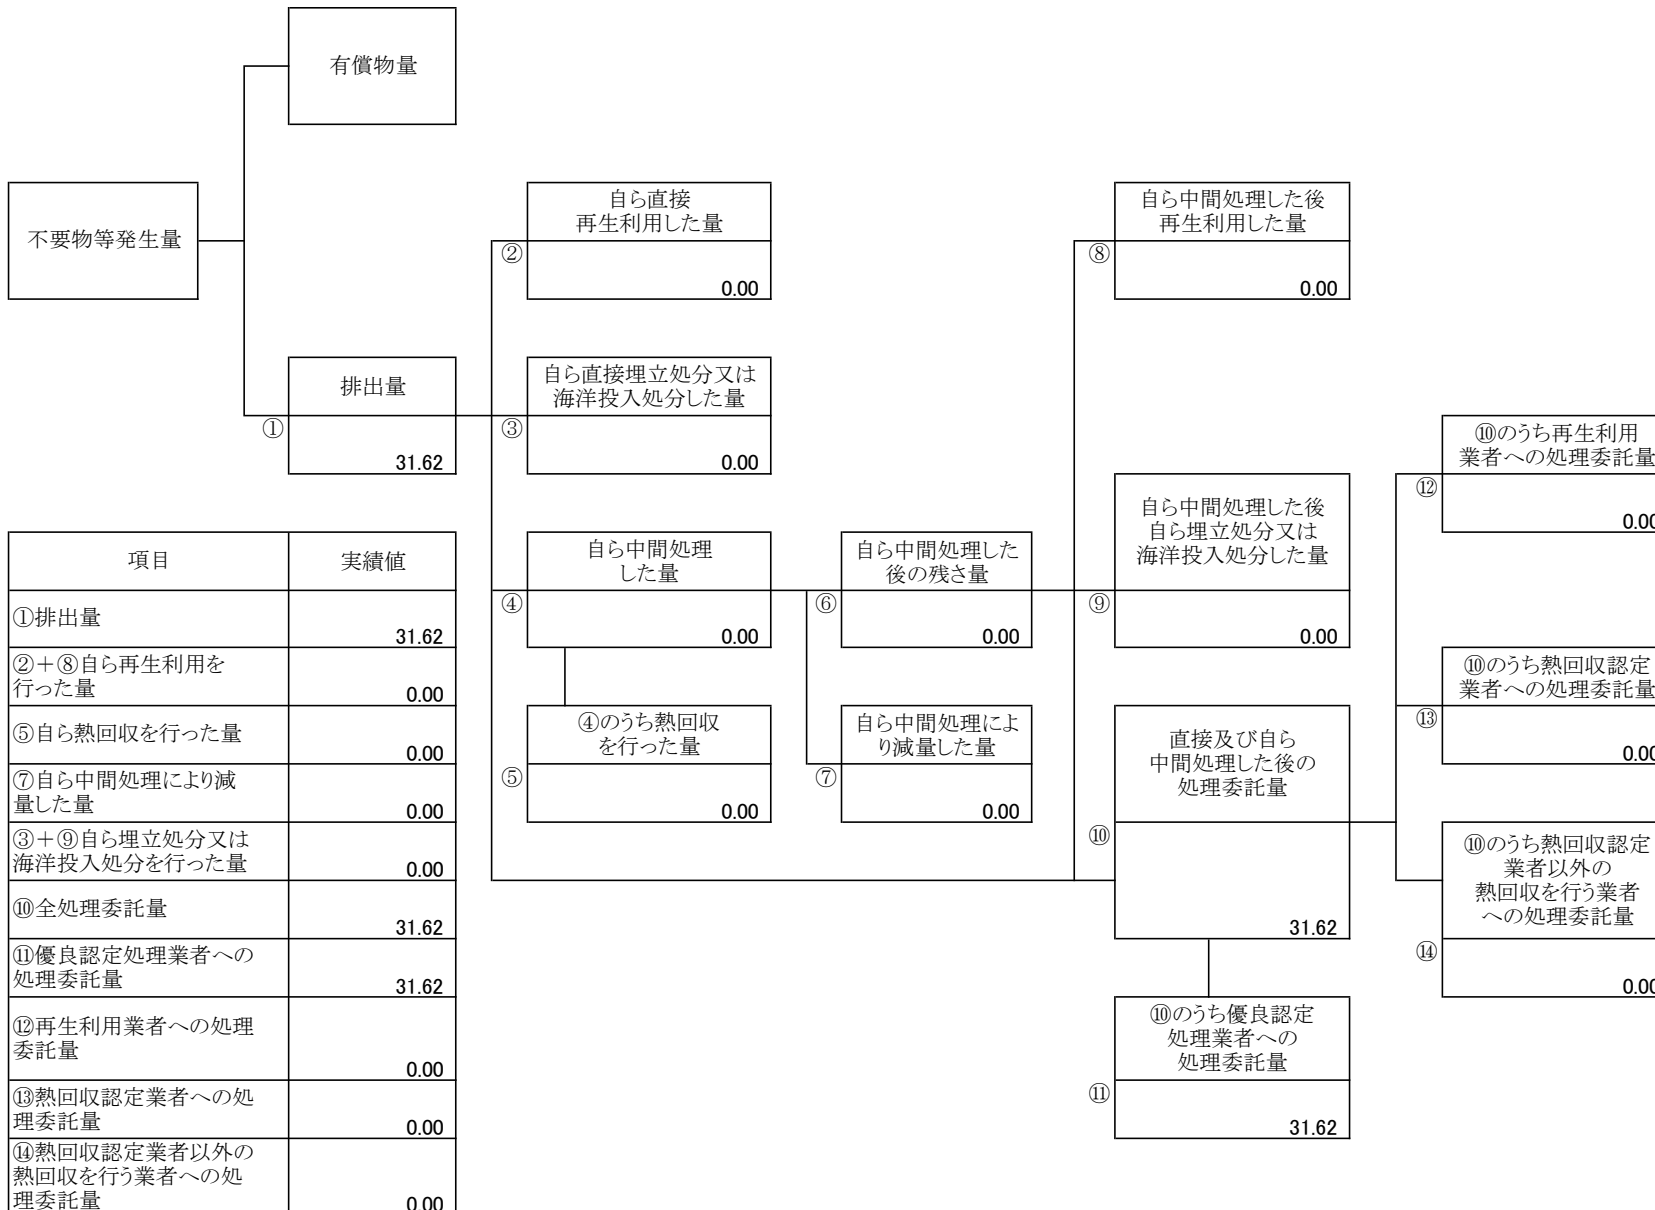 有償物量
不要物等発生量
自ら直接
再生利用した量
②
0.00
自ら中間処理した後
再生利用した量
⑧
0.00
排出量
①
31.62
自ら直接埋立処分又は
海洋投入処分した量
③
0.00
⑩のうち再生利用
業者への処理委託量
⑫
0.00
自ら中間処理した後
自ら埋立処分又は
海洋投入処分した量
⑨
0.00
自ら中間処理
した量
④
0.00
自ら中間処理した
後の残さ量
⑥
0.00
④のうち熱回収
を行った量
⑤
0.00
自ら中間処理によ
り減量した量
⑦
0.00
直接及び自ら
中間処理した後の
処理委託量
⑩
31.62
⑩のうち熱回収認定
業者への処理委託量
⑬
0.00
⑩のうち熱回収認定
業者以外の
熱回収を行う業者
への処理委託量
⑭
0.00
⑩のうち優良認定
処理業者への
処理委託量
⑪
31.62
項目 実績値
①排出量
31.62
②＋⑧自ら再生利用を
行った量
0.00
⑤自ら熱回収を行った量
0.00
⑦自ら中間処理により減
量した量
0.00
③＋⑨自ら埋立処分又は
海洋投入処分を行った量
0.00
⑩全処理委託量
31.62
⑪優良認定処理業者への
処理委託量
31.62
⑫再生利用業者への処理
委託量
0.00
⑬熱回収認定業者への処
理委託量
0.00
⑭熱回収認定業者以外の
熱回収を行う業者への処
理委託量
0.00